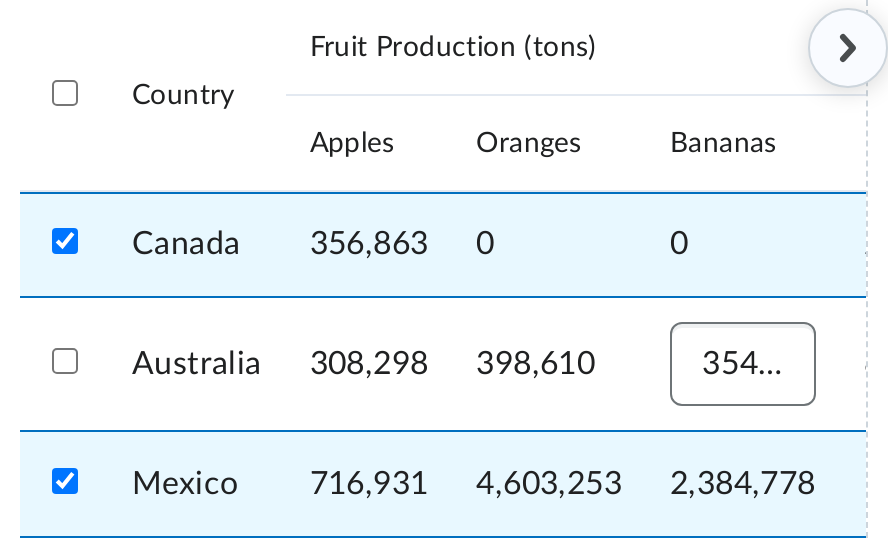 Fruit Production (tons)
Country
Apples Oranges Bananas
Canada 356,863 0 0
Australia 308,298 398,610 354...
Mexico 716,931 4,603,253 2,384,778